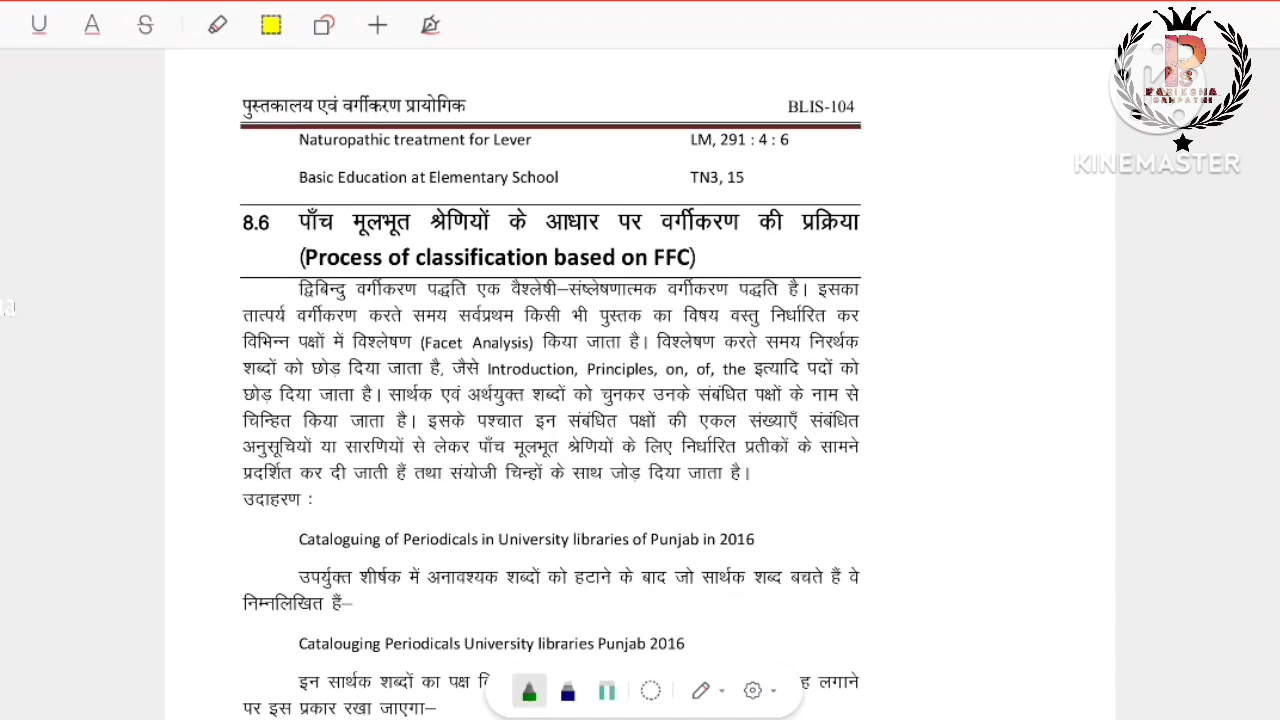 पुस्तकालय एवं वर्गीकरण प्रायोगिक BLIS-104
PARIKSHA
SANPATHI
KINEMASTER
Naturopathic treatment for Lever LM, 291 : 4 : 6
Basic Education at Elementary School TN3, 15
8.6 पाँच मूलभूत श्रेणियों के आधार पर वर्गीकरण की प्रक्रिया
(Process of classification based on FFC)
द्विबिन्दु वर्गीकरण पद्धति एक वैश्लेषी–संष्लेषणात्मक वर्गीकरण पद्धति है। इसका
तात्पर्य वर्गीकरण करते समय सर्वप्रथम किसी भी पुस्तक का विषय वस्तु निर्धारित कर
विभिन्न पक्षों में विश्लेषण (Facet Analysis) किया जाता है। विश्लेषण करते समय निरर्थक
शब्दों को छोड़ दिया जाता है, जैसे Introduction, Principles, on, of, the इत्यादि पदों को
छोड़ दिया जाता है। सार्थक एवं अर्थयुक्त शब्दों को चुनकर उनके संबंधित पक्षों के नाम से
चिन्हित किया जाता है। इसके पश्चात इन संबंधित पक्षों की एकल संख्याएँ संबंधित
अनुसूचियों या सारणियों से लेकर पाँच मूलभूत श्रेणियों के लिए निर्धारित प्रतीकों के सामने
प्रदर्शित कर दी जाती हैं तथा संयोजी चिन्हों के साथ जोड़ दिया जाता है।
उदाहरण :
Cataloguing of Periodicals in University libraries of Punjab in 2016
उपर्युक्त शीर्षक में अनावश्यक शब्दों को हटाने के बाद जो सार्थक शब्द बचते हैं वे
निम्नलिखित हैं–
Catalouging Periodicals University libraries Punjab 2016
इन सार्थक शब्दों का पक्ष लगाने
पर इस प्रकार रखा जाएगा–